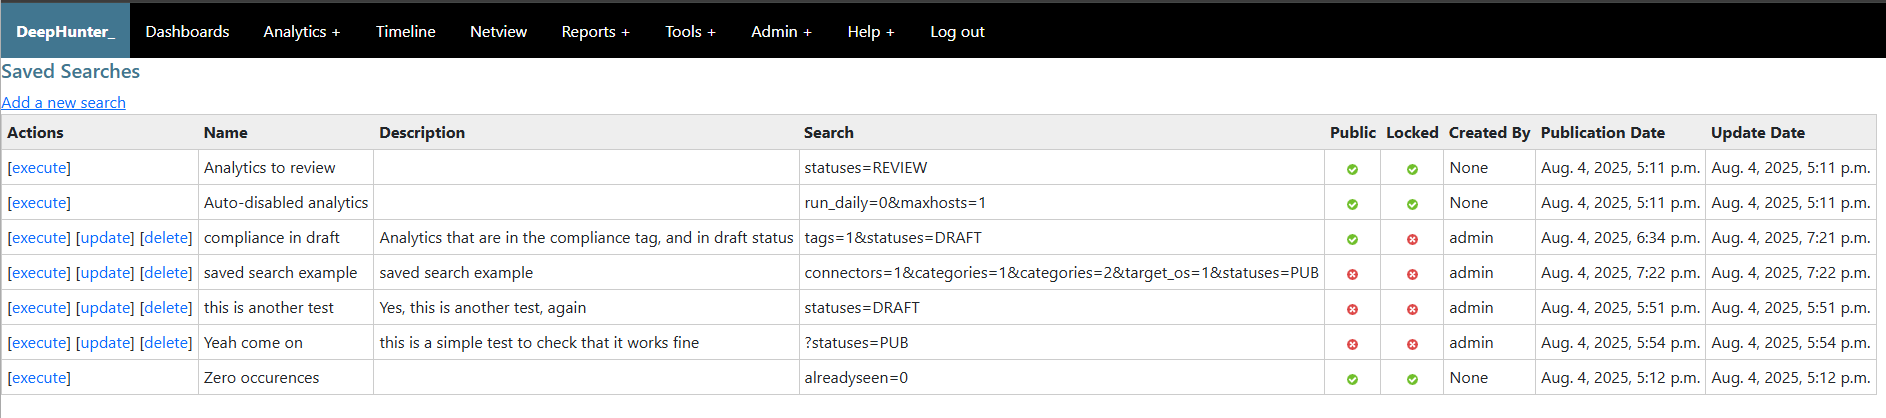 DeepHunter_ Dashboards Analytics + Timeline Netview Reports + Tools + Admin + Help + Log out
Saved Searches
Add a new search
Actions Name Description Search Public Locked Created By Publication Date Update Date
[execute] Analytics to review statuses=REVIEW None Aug. 4, 2025, 5:11 p.m. Aug. 4, 2025, 5:11 p.m.
[execute] Auto-disabled analytics run_daily=0&maxhosts=1 None Aug. 4, 2025, 5:11 p.m. Aug. 4, 2025, 5:11 p.m.
[execute] [update] [delete] compliance in draft Analytics that are in the compliance tag, and in draft status tags=1&statuses=DRAFT admin Aug. 4, 2025, 6:34 p.m. Aug. 4, 2025, 7:21 p.m.
[execute] [update] [delete] saved search example saved search example connectors=1&categories=1&categories=2&target_os=1&statuses=PUB admin Aug. 4, 2025, 7:22 p.m. Aug. 4, 2025, 7:22 p.m.
[execute] [update] [delete] this is another test Yes, this is another test, again statuses=DRAFT admin Aug. 4, 2025, 5:51 p.m. Aug. 4, 2025, 5:51 p.m.
[execute] [update] [delete] Yeah come on this is a simple test to check that it works fine ?statuses=PUB admin Aug. 4, 2025, 5:54 p.m. Aug. 4, 2025, 5:54 p.m.
[execute] Zero occurences alreadyseen=0 None Aug. 4, 2025, 5:12 p.m. Aug. 4, 2025, 5:12 p.m.